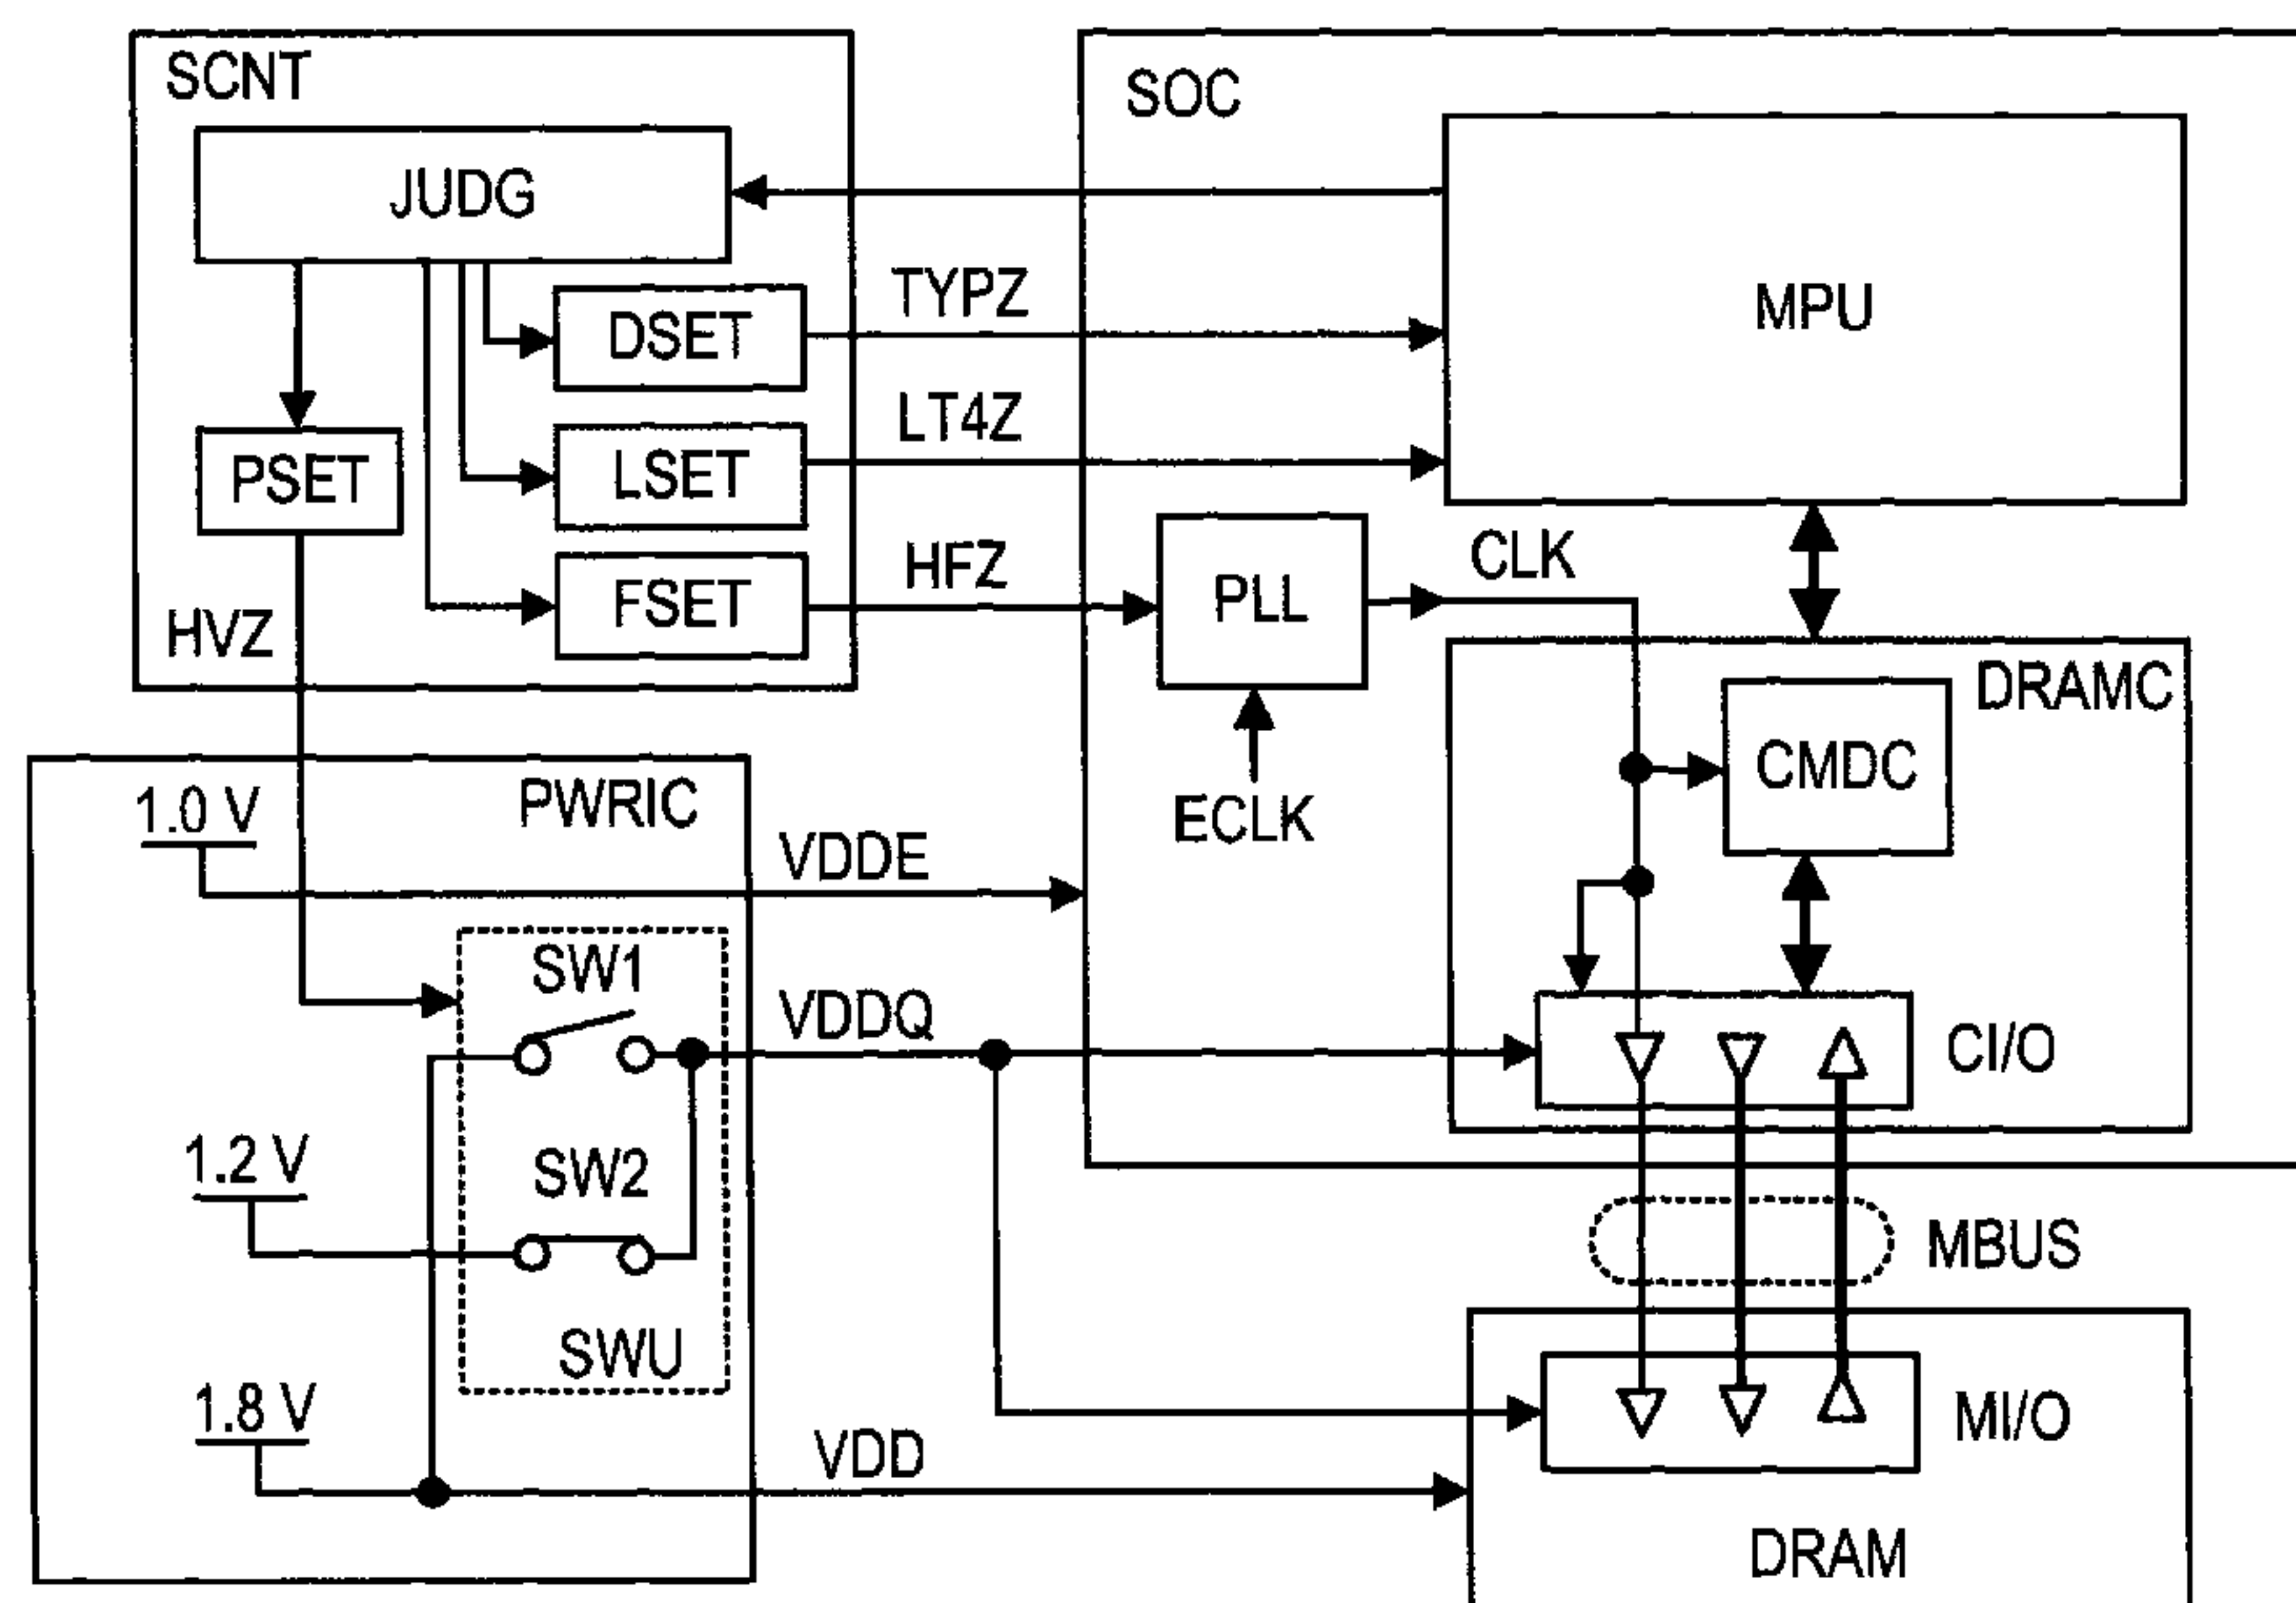 SCNT
SOC
JUDG
MPU
TYPZ
DSET
LT4Z
PSET
LSET
HFZ
CLK
PLL
FSET
HVZ
DRAMC
CMDC
PWRIC
1.0 V
ECLK
VDDE
SW1
VDDQ
CI/O
1.2 V
SW2
MBUS
SWU
1.8 V
MI/O
VDD
DRAM